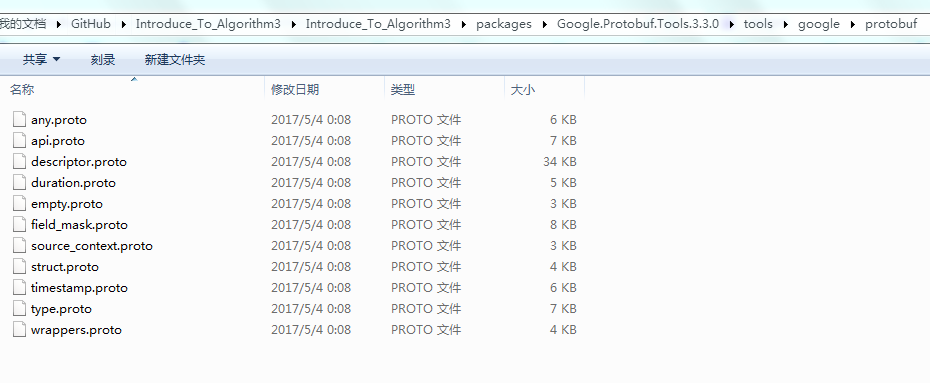 我的文档 ▸ GitHub ▸ Introduce_To_Algorithm3 ▸ Introduce_To_Algorithm3 ▸ packages ▸ Google.Protobuf.Tools.3.3.0 ▸ tools ▸ google ▸ protobuf
共享 刻录 新建文件夹
名称 修改日期 类型 大小
any.proto 2017/5/4 0:08 PROTO 文件 6 KB
api.proto 2017/5/4 0:08 PROTO 文件 7 KB
descriptor.proto 2017/5/4 0:08 PROTO 文件 34 KB
duration.proto 2017/5/4 0:08 PROTO 文件 5 KB
empty.proto 2017/5/4 0:08 PROTO 文件 3 KB
field_mask.proto 2017/5/4 0:08 PROTO 文件 8 KB
source_context.proto 2017/5/4 0:08 PROTO 文件 3 KB
struct.proto 2017/5/4 0:08 PROTO 文件 4 KB
timestamp.proto 2017/5/4 0:08 PROTO 文件 6 KB
type.proto 2017/5/4 0:08 PROTO 文件 7 KB
wrappers.proto 2017/5/4 0:08 PROTO 文件 4 KB